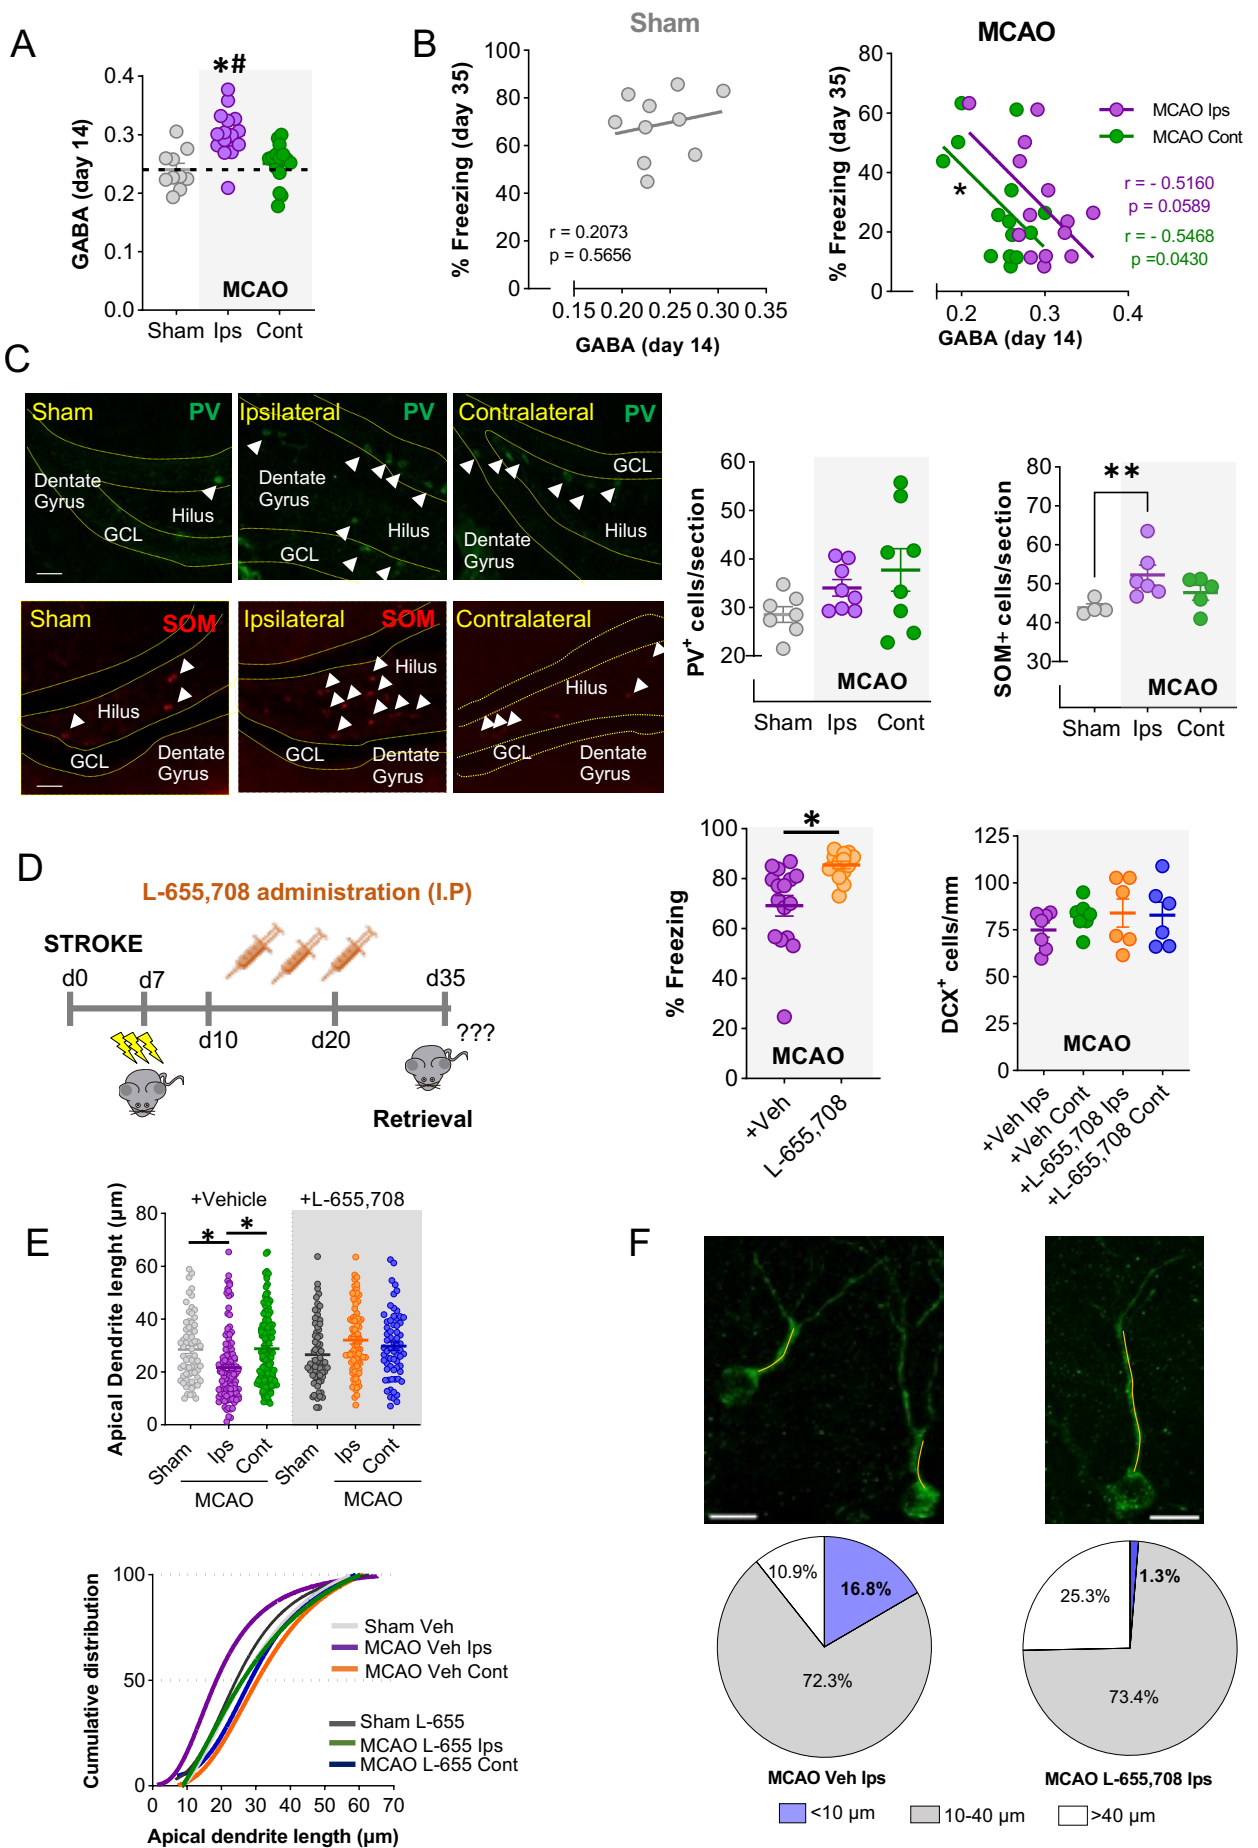 A
GABA (day 14)
0.4
0.3
0.2
0.1
0.0
*#
MCAO
Sham Ips Cont
B
Sham
% Freezing (day 35)
100
80
60
40
20
0
r = 0.2073
p = 0.5656
0.15 0.20 0.25 0.30 0.35
GABA (day 14)
MCAO
% Freezing (day 35)
80
60
40
20
0
*
MCAO Ips
MCAO Cont
r = - 0.5160
p = 0.0589
r = - 0.5468
p =0.0430
0.2 0.3 0.4
GABA (day 14)
C
Sham PV
Dentate
Gyrus
Hilus
GCL
Ipsilateral PV
Dentate
Gyrus
Hilus
GCL
Contralateral PV
GCL
Hilus
Dentate
Gyrus
Sham SOM
Hilus
GCL
Dentate
Gyrus
Ipsilateral SOM
Hilus
GCL
Dentate
Gyrus
Contralateral
Hilus
GCL
Dentate
Gyrus
PV+ cells/section
60
50
40
30
20
MCAO
Sham Ips Cont
SOM+ cells/section
80
70
60
50
40
30
**
MCAO
Sham Ips Cont
D
L-655,708 administration (I.P)
STROKE
d0 d7 d35
d10 d20 ???
Retrieval
% Freezing
100
80
60
40
20
0
*
MCAO
+Veh
L-655,708
DCX+ cells/mm
125
100
75
50
25
0
MCAO
+Veh Ips
+Veh Cont
+L-655,708 Ips
+L-655,708 Cont
E
+Vehicle +L-655,708
Apical Dendrite lenght (µm)
80
60
40
20
0
* *
Sham Ips Cont Sham Ips Cont
MCAO MCAO
Cumulative distribution
100
50
0
Sham Veh
MCAO Veh Ips
MCAO Veh Cont
Sham L-655
MCAO L-655 Ips
MCAO L-655 Cont
0 10 20 30 40 50 60 70
Apical dendrite length (µm)
F
10.9%
16.8%
72.3%
MCAO Veh Ips
1.3%
25.3%
73.4%
MCAO L-655,708 Ips
<10 µm 10-40 µm >40 µm